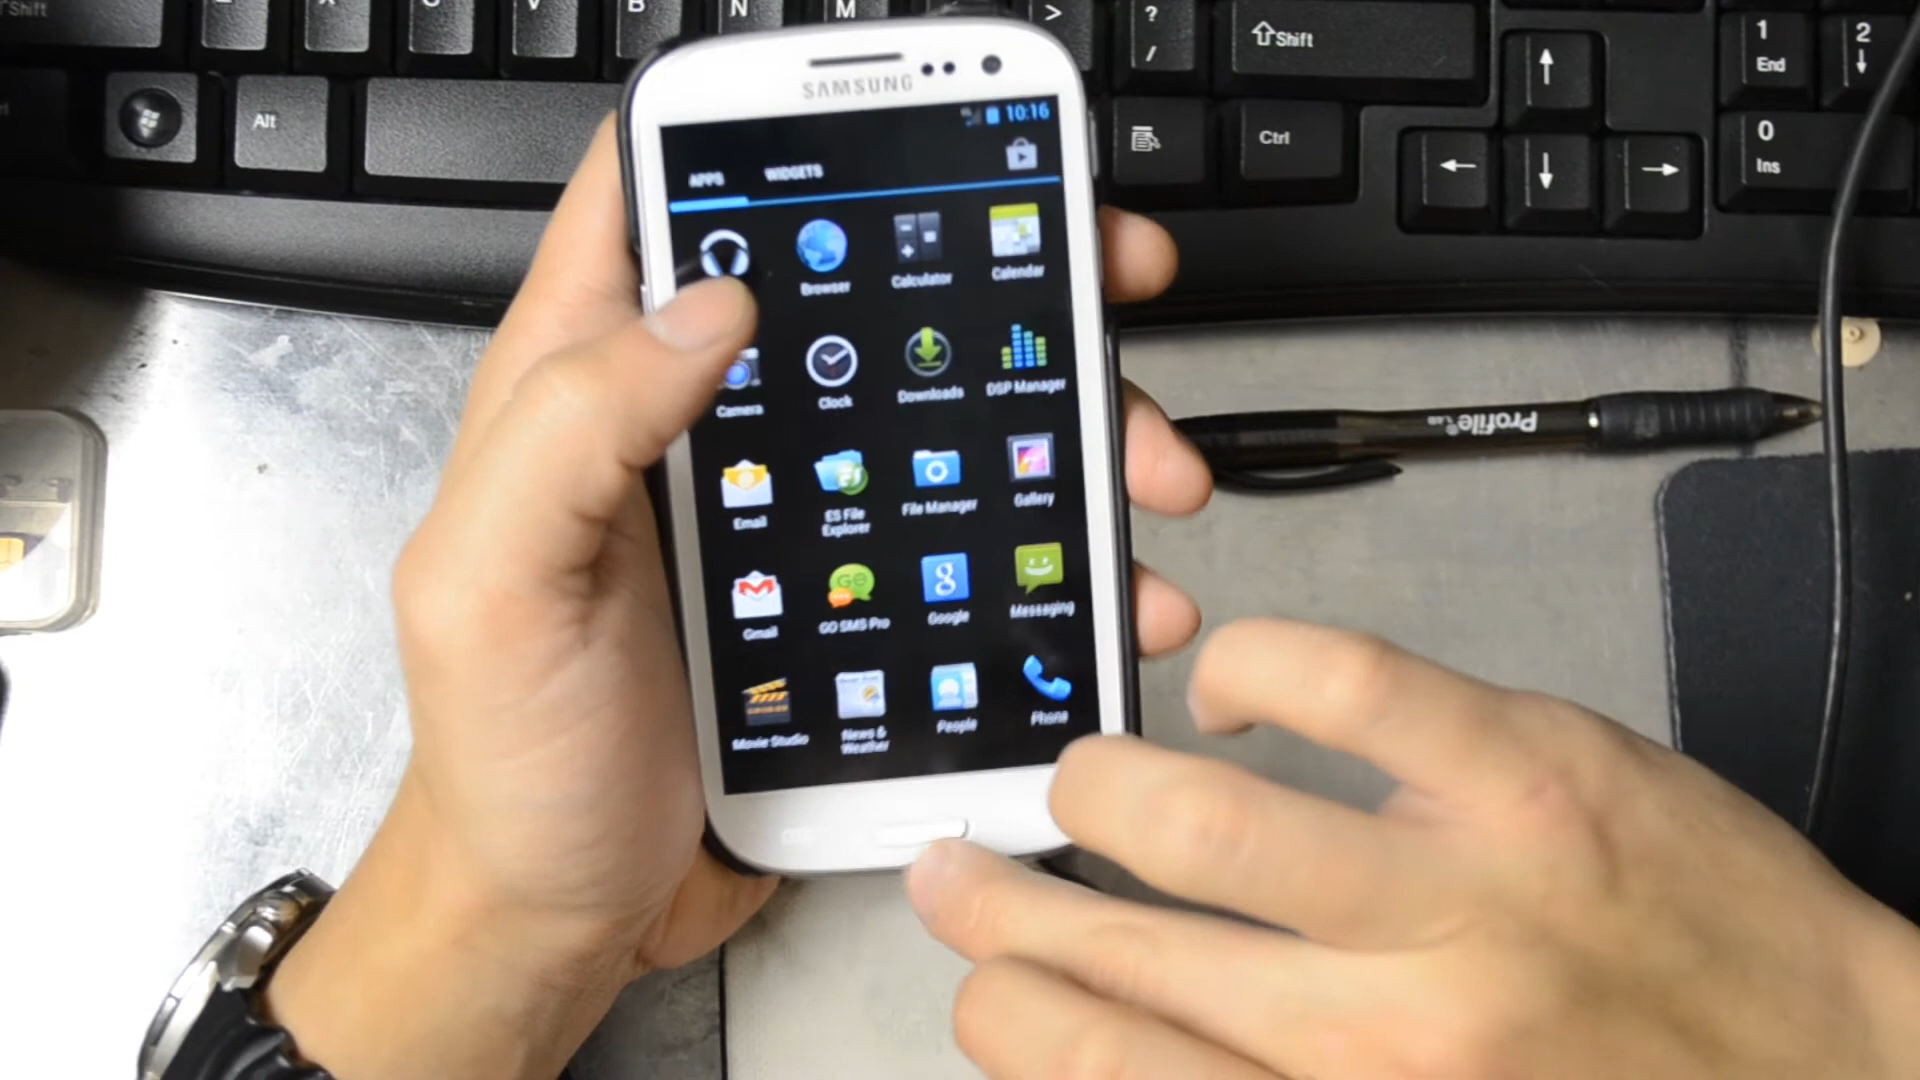 Shift
B
N
M
>
?
/
Shift
1
End
2
Alt
Ctrl
0
Ins
SAMSUNG
10:16
APPS WIDGETS
Browser
Calculator
Calendar
Camera
Clock
Downloads
DSP Manager
Email
ES File
Explorer
File Manager
Gallery
Gmail
GO SMS Pro
Google
Messaging
Movie Studio
News &
Weather
People
Phone
Profile